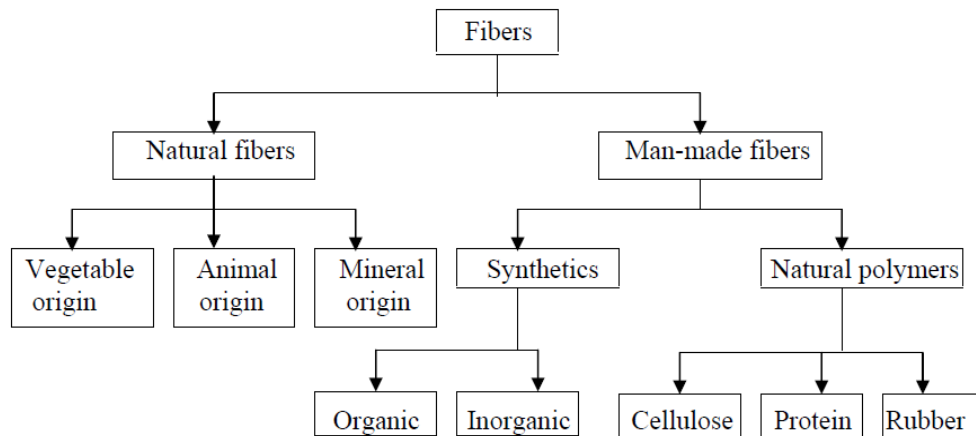 Fibers
Natural fibers
Man-made fibers
Vegetable
origin
Animal
origin
Mineral
origin
Synthetics
Natural polymers
Organic
Inorganic
Cellulose
Protein
Rubber